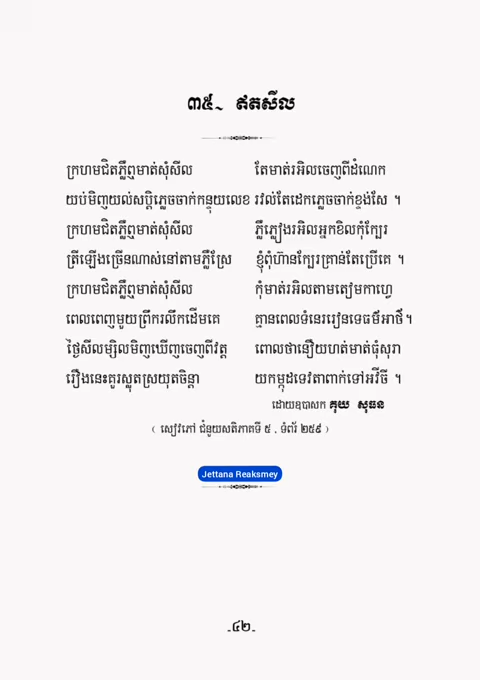 ៣៥~ ឥតសីល
ក្រហមជិតភ្លឺពួមាត់សុំសីល តែមាត់រអិលចេញពីដំណេក
យប់មិញយល់សប្តិភ្លេចចាក់កន្ទុយលេខ រវល់តែដេកភ្លេចចាក់ខ្ទង់សែ ។
ក្រហមជិតភ្លឺឮមាត់សុំសីល ភ្លឺភ្លៀងរអិលអ្នកខិលកុំក្បែរ
ត្រីឡើងច្រើនណាស់នៅតាមភ្លឺស្រែ ខ្ញុំពុំហ៊ានក្បែរគ្រាន់តែប្រើគេ ។
ក្រហមជិតភ្លឺឮមាត់សុំសីល កុំមាត់រអិលតាមតៀមកាហ្វេ
ពេលពេញមួយព្រឹករលឹកដើមគេ គ្មានពេលទំនេររៀនទេធម៌អាថ៌។
ថ្ងៃសីលម្សិលមិញឃើញចេញពីវត្ត ពោលថានឿយហត់មាត់ធុំសុរា
រឿងនេះគួរស្លុតស្រយុតចិន្តា យកម្កុដទេវតាពាក់ទៅអវីចី ។
ដោយឧបាសក គុយ សុធន
( សៀវភៅ ជំនួយសតិភាគទី ៥ , ទំព័រ ២៥៩ )
Jettana Reaksmey
-៤២-